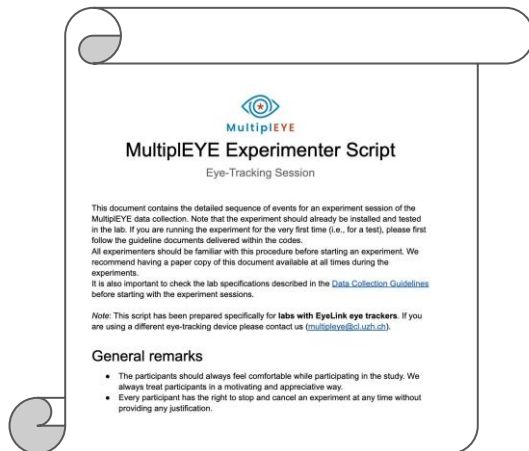 MultiplEYE
MultiplEYE Experimenter Script
Eye-Tracking Session
This document contains the detailed sequence of events for an experiment session of the
MultiplEYE data collection. Note that the experiment should already be installed and tested
in the lab. If you are running the experiment for the very first time (i.e., for a test), please first
follow the guideline documents delivered within the codes.
All experimenters should be familiar with this procedure before starting an experiment. We
recommend having a paper copy of this document available at all times during the
experiments.
It is also important to check the lab specifications described in the Data Collection Guidelines
before starting with the experiment sessions.
Note: This script has been prepared specifically for labs with EyeLink eye trackers. If you
are using a different eye-tracking device please contact us (multipleye@cl.uzh.ch).
General remarks
● The participants should always feel comfortable while participating in the study. We
always treat participants in a motivating and appreciative way.
● Every participant has the right to stop and cancel an experiment at any time without
providing any justification.